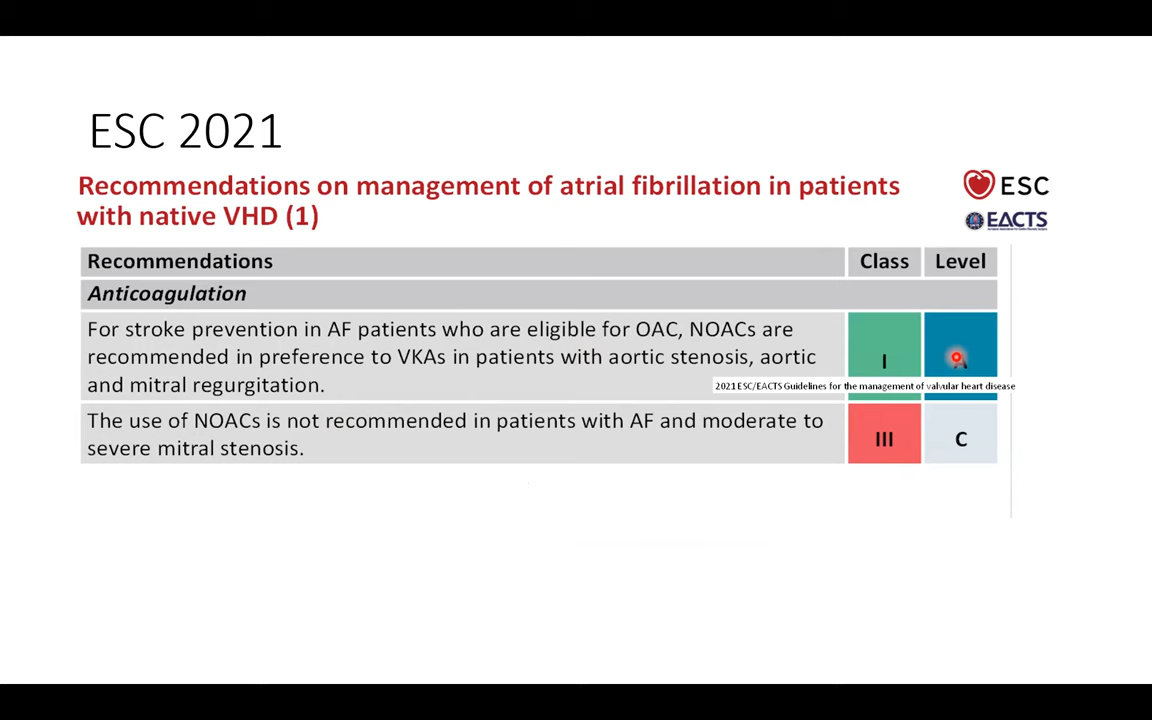 ESC 2021
Recommendations on management of atrial fibrillation in patients
with native VHD (1)
ESC
EACTS
Recommendations Class Level
Anticoagulation
For stroke prevention in AF patients who are eligible for OAC, NOACs are
recommended in preference to VKAs in patients with aortic stenosis, aortic
and mitral regurgitation.
I A
2021 ESC/EACTS Guidelines for the management of valvular heart disease
The use of NOACs is not recommended in patients with AF and moderate to
severe mitral stenosis.
III C